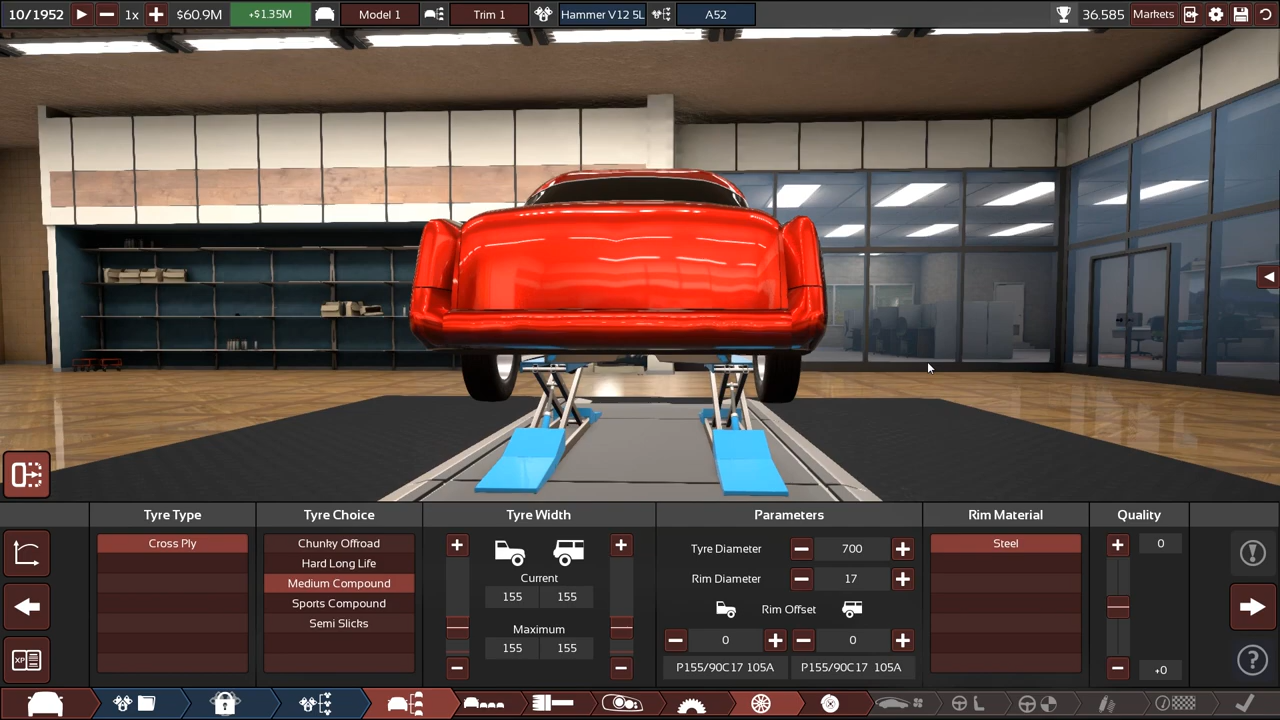 10/1952 1x $60.9M +$1.35M Model 1 Trim 1 Hammer V12 5L A52 36.585 Markets
Tyre Type Tyre Choice Tyre Width Parameters Rim Material Quality
Cross Ply
Chunky Offroad
Hard Long Life
Medium Compound
Sports Compound
Semi Slicks
Current
155 155
Maximum
155 155
Tyre Diameter 700
Rim Diameter 17
Rim Offset
0 0
P155/90C17 105A P155/90C17 105A
Steel
0
+0
XP